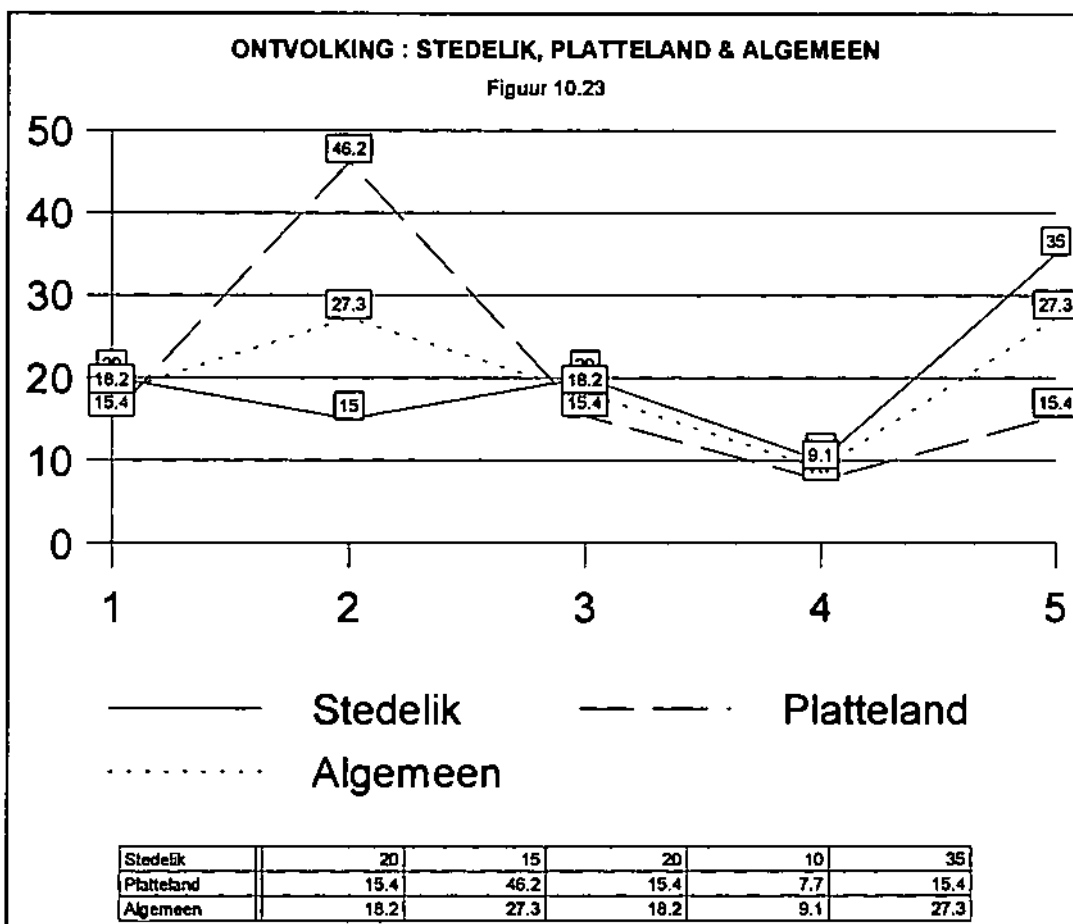 ONTVOLKING : STEDELIK, PLATTELAND & ALGEMEEN
Figuur 10.23
50
40
30
20
10
0
46.2
27.3
18.2
15.4
15
18.2
15.4
9.1
35
27.3
15.4
1 2 3 4 5
Stedelik Platteland
Algemeen
Stedelik 20 15 20 10 35
Platteland 15.4 46.2 15.4 7.7 15.4
Algemeen 18.2 27.3 18.2 9.1 27.3